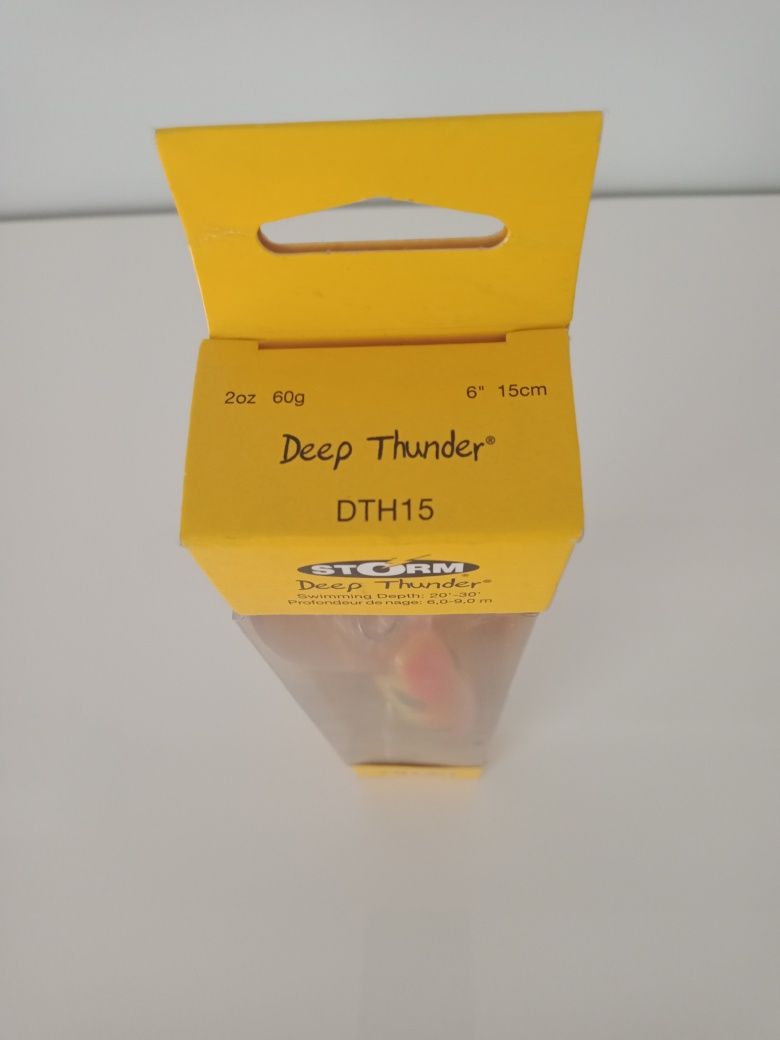 2oz 60g 6" 15cm
Deep Thunder®
DTH15
STORM®
Deep Thunder®
Swimming Depth: 20'-30'
Profondeur de nage: 6,0-9,0 m